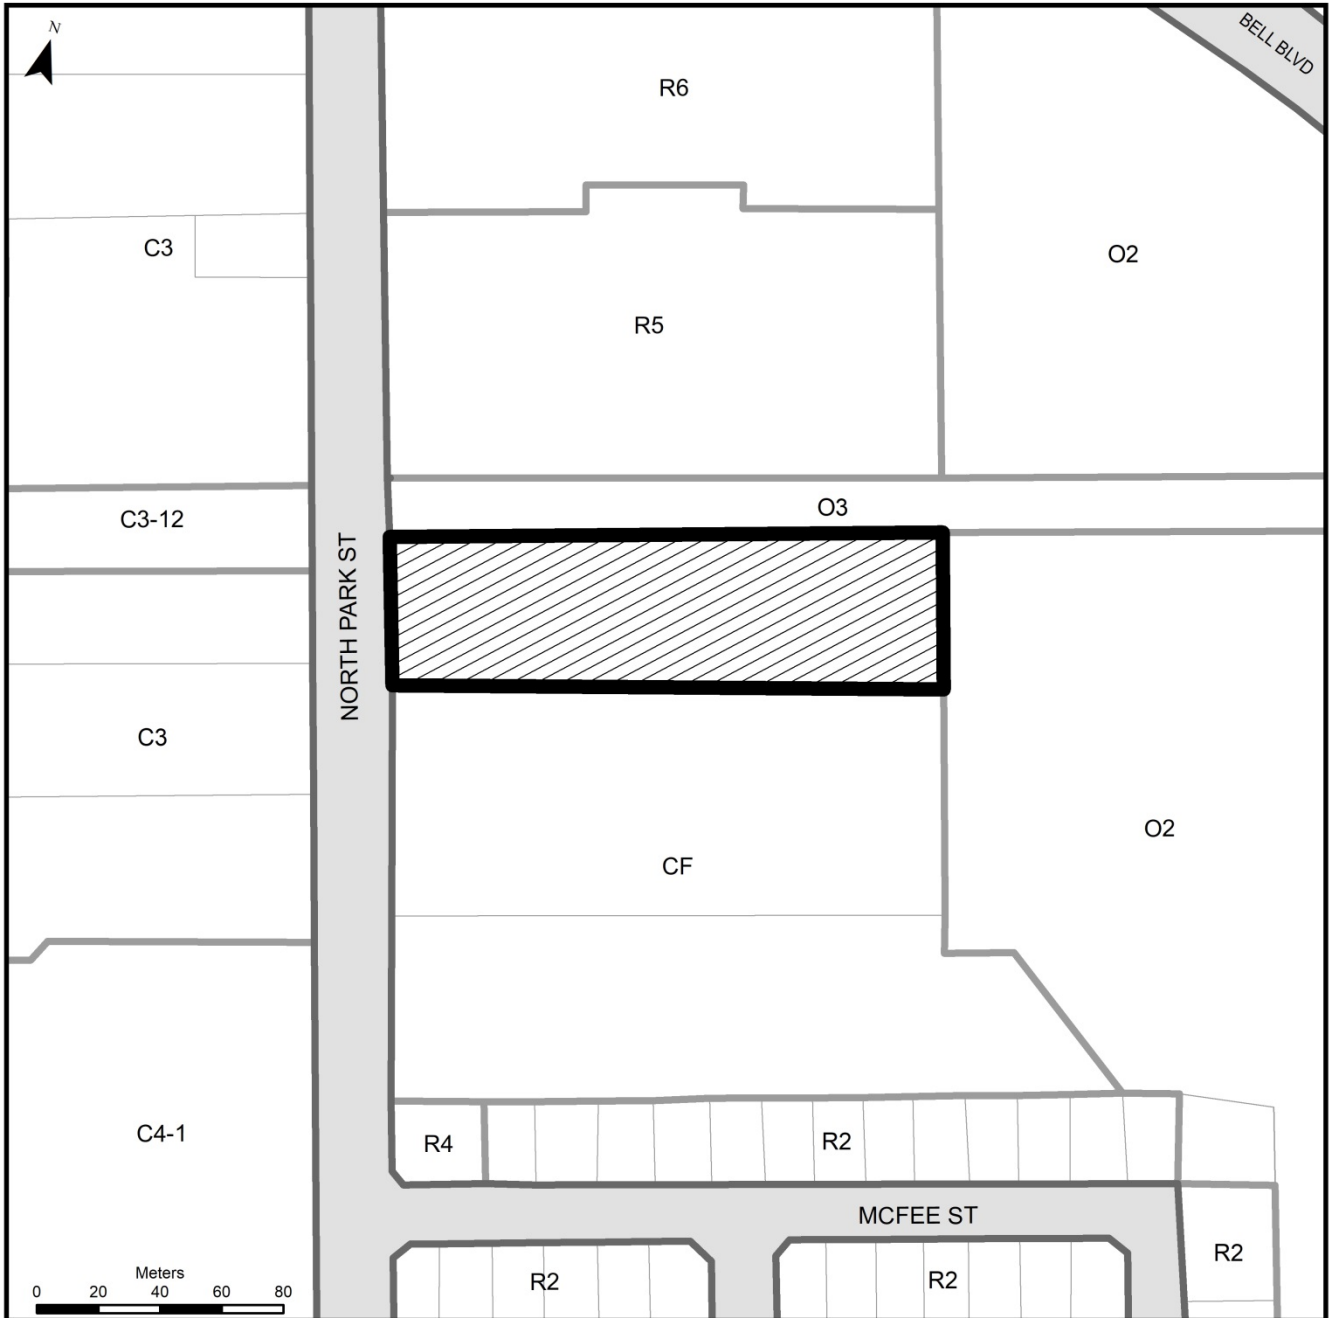 N
BELL BLVD
R6
C3
O2
R5
O3
C3-12
NORTH PARK ST
C3
O2
CF
C4-1
R4
R2
MCFEE ST
R2
R2
R2
Meters
0 20 40 60 80